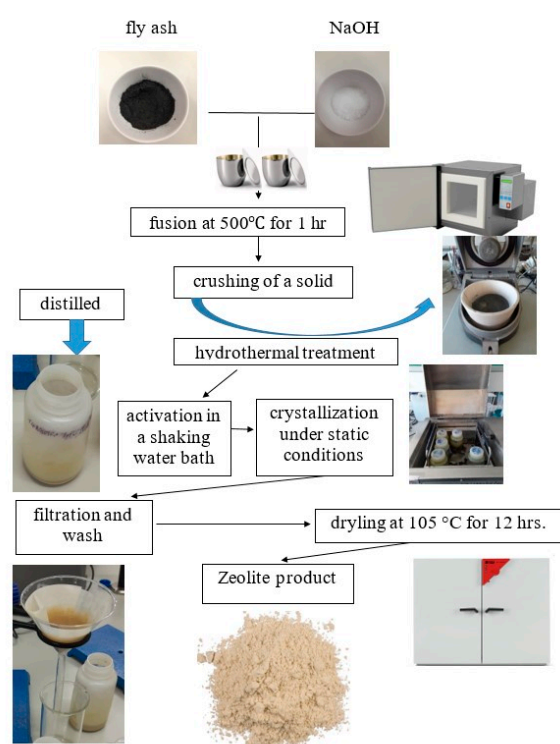 fly ash
NaOH
fusion at 500℃ for 1 hr
crushing of a solid
distilled
hydrothermal treatment
activation in
a shaking
water bath
crystallization
under static
conditions
filtration and
wash
dryling at 105 °C for 12 hrs.
Zeolite product